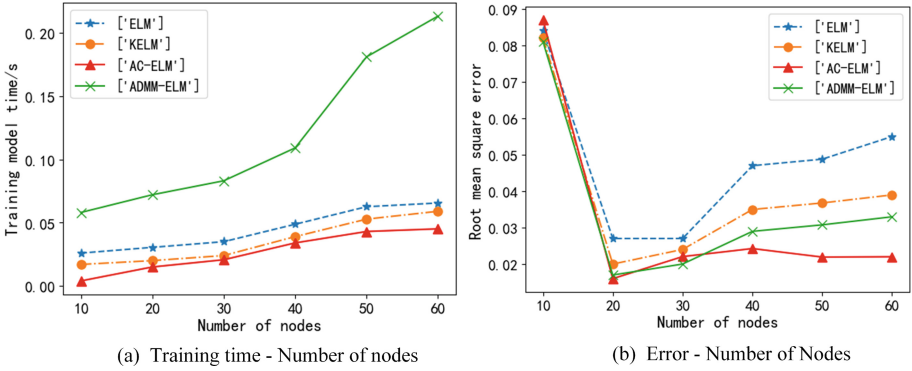 ['ELM']
['KELM']
['AC-ELM']
['ADMM-ELM']
Training model time/s
0.20
0.15
0.10
0.05
0.00
10 20 30 40 50 60
Number of nodes
(a) Training time - Number of nodes
['ELM']
['KELM']
['AC-ELM']
['ADMM-ELM']
Root mean square error
0.09
0.08
0.07
0.06
0.05
0.04
0.03
0.02
10 20 30 40 50 60
Number of nodes
(b) Error - Number of Nodes